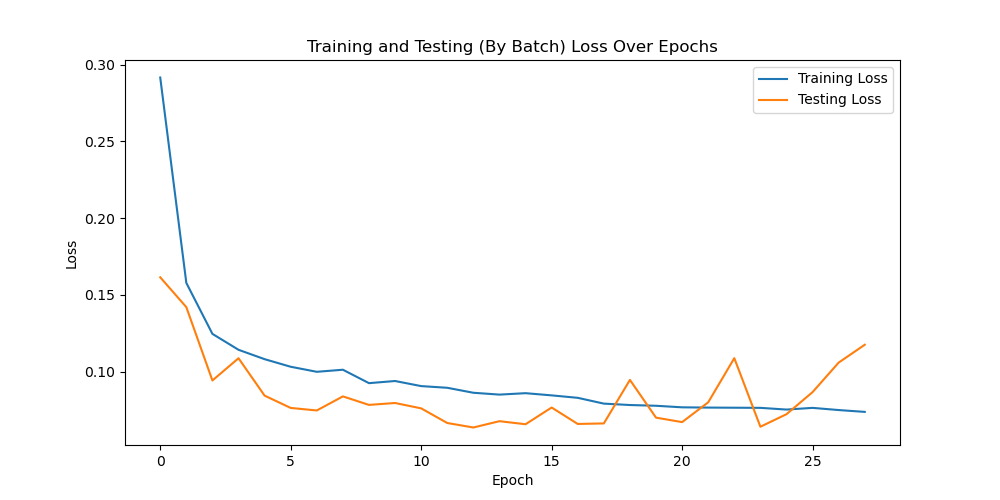 Training and Testing (By Batch) Loss Over Epochs
Training Loss
Testing Loss
0.30
0.25
0.20
0.15
0.10
Loss
0
5
10
15
20
25
Epoch